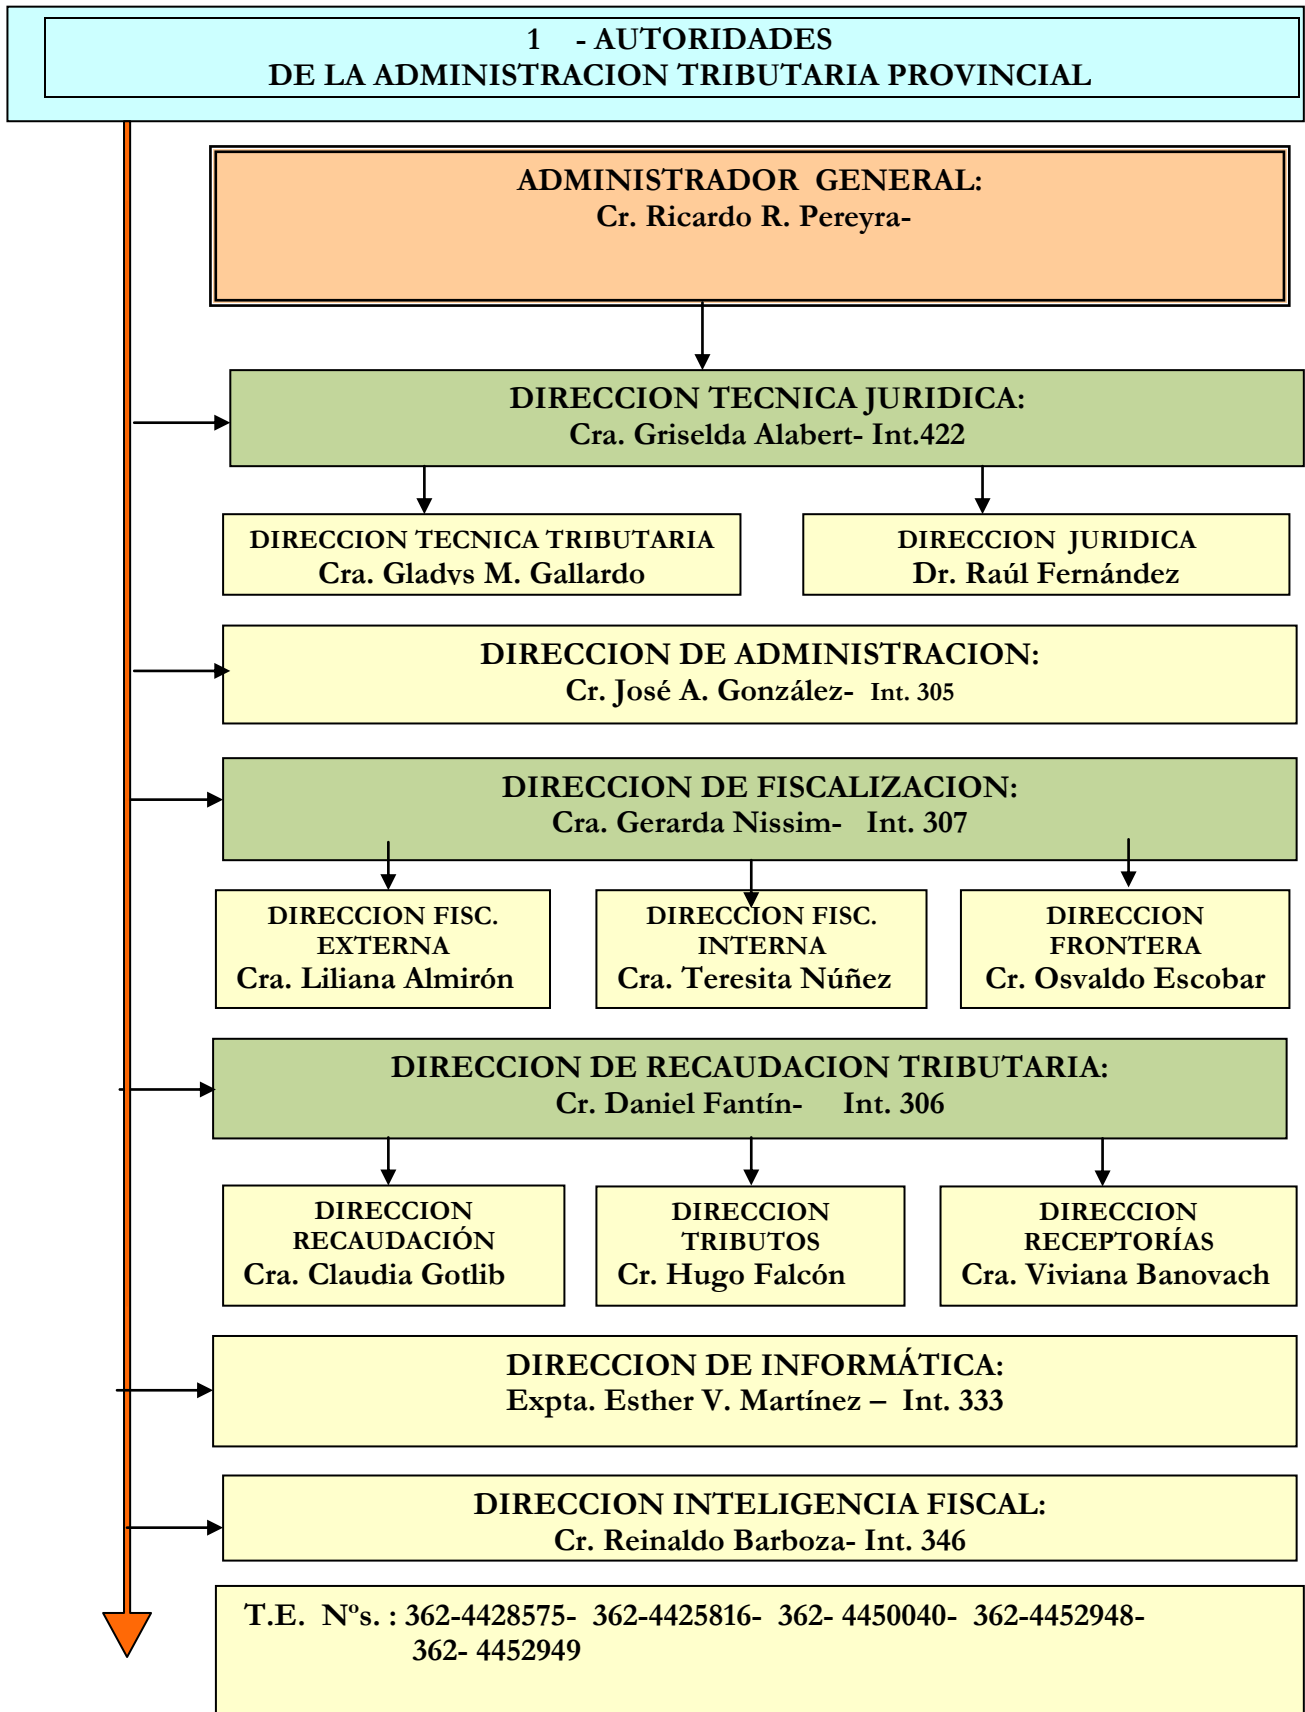 1 - AUTORIDADES
DE LA ADMINISTRACION TRIBUTARIA PROVINCIAL
ADMINISTRADOR GENERAL:
Cr. Ricardo R. Pereyra-
DIRECCION TECNICA JURIDICA:
Cra. Griselda Alabert- Int.422
DIRECCION TECNICA TRIBUTARIA
Cra. Gladys M. Gallardo
DIRECCION JURIDICA
Dr. Raúl Fernández
DIRECCION DE ADMINISTRACION:
Cr. José A. González- Int. 305
DIRECCION DE FISCALIZACION:
Cra. Gerarda Nissim- Int. 307
DIRECCION FISC.
EXTERNA
Cra. Liliana Almirón
DIRECCION FISC.
INTERNA
Cra. Teresita Núñez
DIRECCION
FRONTERA
Cr. Osvaldo Escobar
DIRECCION DE RECAUDACION TRIBUTARIA:
Cr. Daniel Fantín- Int. 306
DIRECCION
RECAUDACIÓN
Cra. Claudia Gotlib
DIRECCION
TRIBUTOS
Cr. Hugo Falcón
DIRECCION
RECEPTORÍAS
Cra. Viviana Banovach
DIRECCION DE INFORMÁTICA:
Expta. Esther V. Martínez – Int. 333
DIRECCION INTELIGENCIA FISCAL:
Cr. Reinaldo Barboza- Int. 346
T.E. Nºs. : 362-4428575- 362-4425816- 362- 4450040- 362-4452948-
362- 4452949